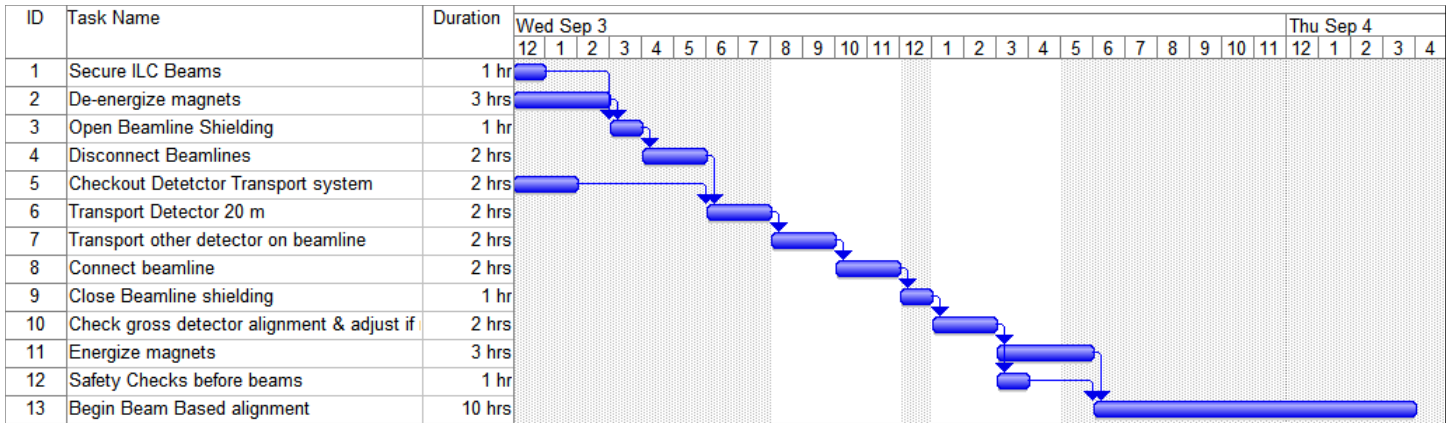 ID Task Name Duration Wed Sep 3 Thu Sep 4
12 1 2 3 4 5 6 7 8 9 10 11 12 1 2 3 4 5 6 7 8 9 10 11 12 1 2 3 4
1 Secure ILC Beams 1 hr
2 De-energize magnets 3 hrs
3 Open Beamline Shielding 1 hr
4 Disconnect Beamlines 2 hrs
5 Checkout Detetctor Transport system 2 hrs
6 Transport Detector 20 m 2 hrs
7 Transport other detector on beamline 2 hrs
8 Connect beamline 2 hrs
9 Close Beamline shielding 1 hr
10 Check gross detector alignment & adjust if 2 hrs
11 Energize magnets 3 hrs
12 Safety Checks before beams 1 hr
13 Begin Beam Based alignment 10 hrs